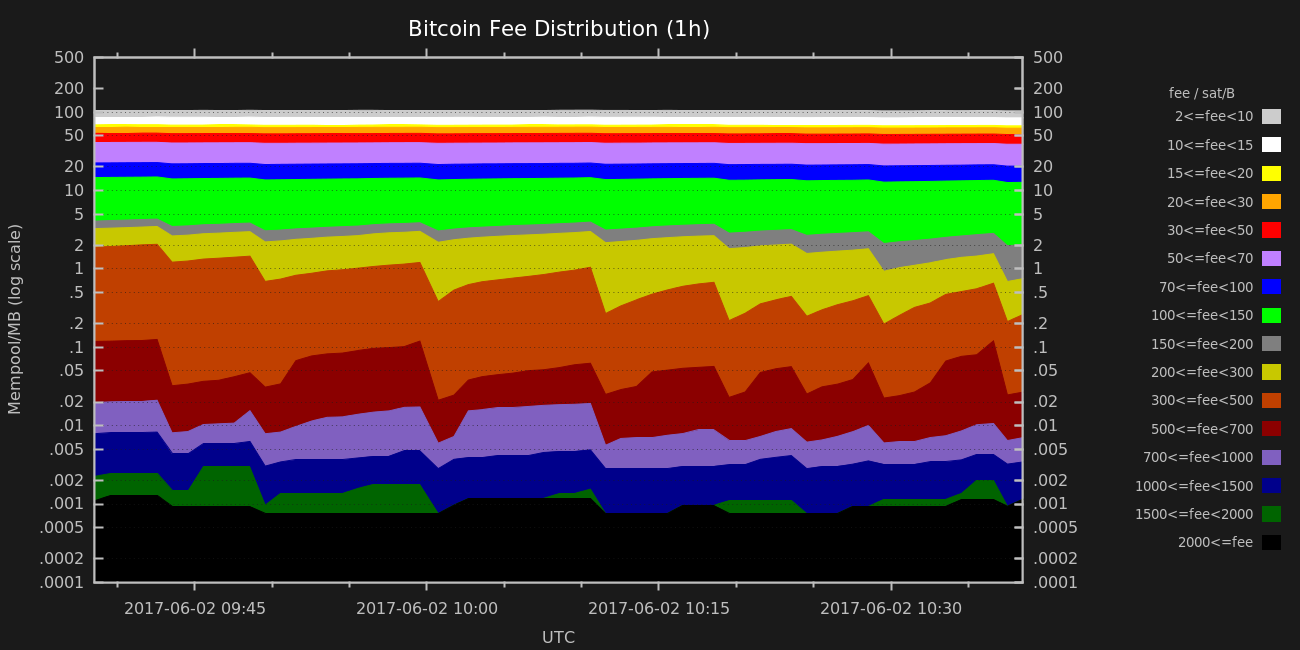 Bitcoin Fee Distribution (1h)
500
200
100
50
20
10
5
2
1
.5
.2
.1
.05
.02
.01
.005
.002
.001
.0005
.0002
.0001
Mempool/MB (log scale)
500
200
100
50
20
10
5
2
1
.5
.2
.1
.05
.02
.01
.005
.002
.001
.0005
.0002
.0001
2017-06-02 09:45
2017-06-02 10:00
2017-06-02 10:15
2017-06-02 10:30
UTC
fee / sat/B
2<=fee<10
10<=fee<15
15<=fee<20
20<=fee<30
30<=fee<50
50<=fee<70
70<=fee<100
100<=fee<150
150<=fee<200
200<=fee<300
300<=fee<500
500<=fee<700
700<=fee<1000
1000<=fee<1500
1500<=fee<2000
2000<=fee